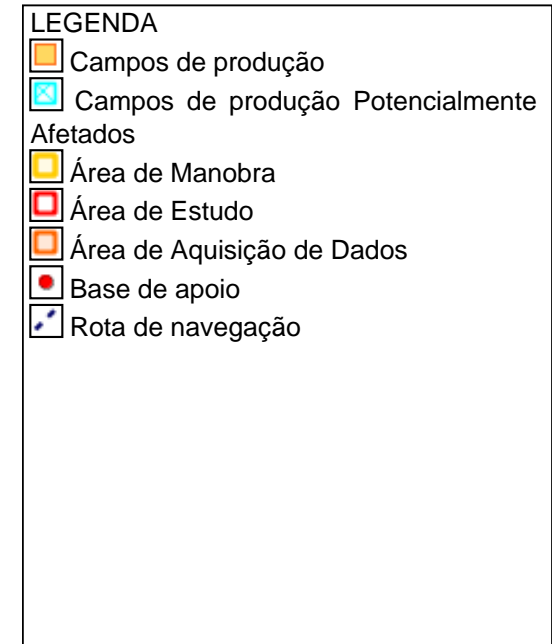 LEGENDA
Campos de produção
Campos de produção Potencialmente
Afetados
Área de Manobra
Área de Estudo
Área de Aquisição de Dados
Base de apoio
Rota de navegação